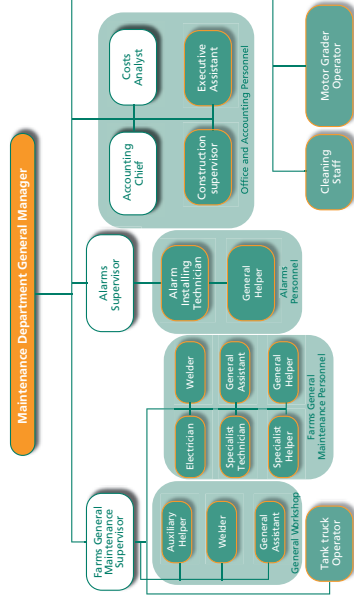 Maintenance Department General Manager
Farms General
Maintenance
Supervisor
Alarms
Supervisor
Accounting
Chief
Costs
Analyst
Construction
supervisor
Executive
Assistant
Office and Accounting Personnel
Alarm
Installing
Technician
General
Helper
Alarms
Personnel
Electrician
Welder
Specialist
Technician
General
Assistant
Specialist
Helper
General
Helper
Farms General
Maintenance Personnel
Auxiliary
Helper
Welder
General
Assistant
General Workshop
Tank truck
Operator
Cleaning
Staff
Motor Grader
Operator